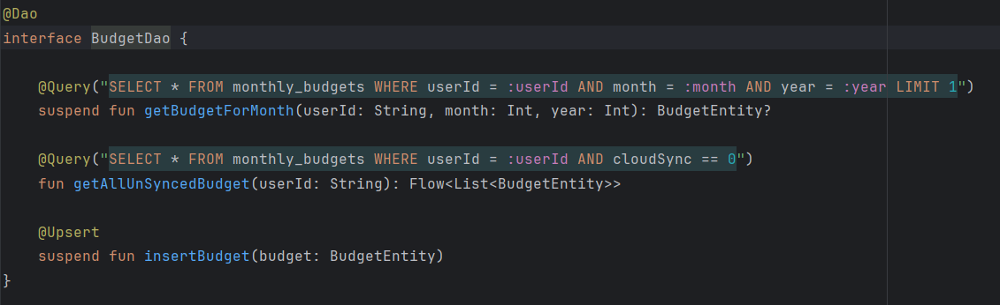 @Dao
interface BudgetDao {
@Query("SELECT * FROM monthly_budgets WHERE userId = :userId AND month = :month AND year = :year LIMIT 1")
suspend fun getBudgetForMonth(userId: String, month: Int, year: Int): BudgetEntity?
@Query("SELECT * FROM monthly_budgets WHERE userId = :userId AND cloudSync == 0")
fun getAllUnSyncedBudget(userId: String): Flow<List<BudgetEntity>>
@Upsert
suspend fun insertBudget(budget: BudgetEntity)
}